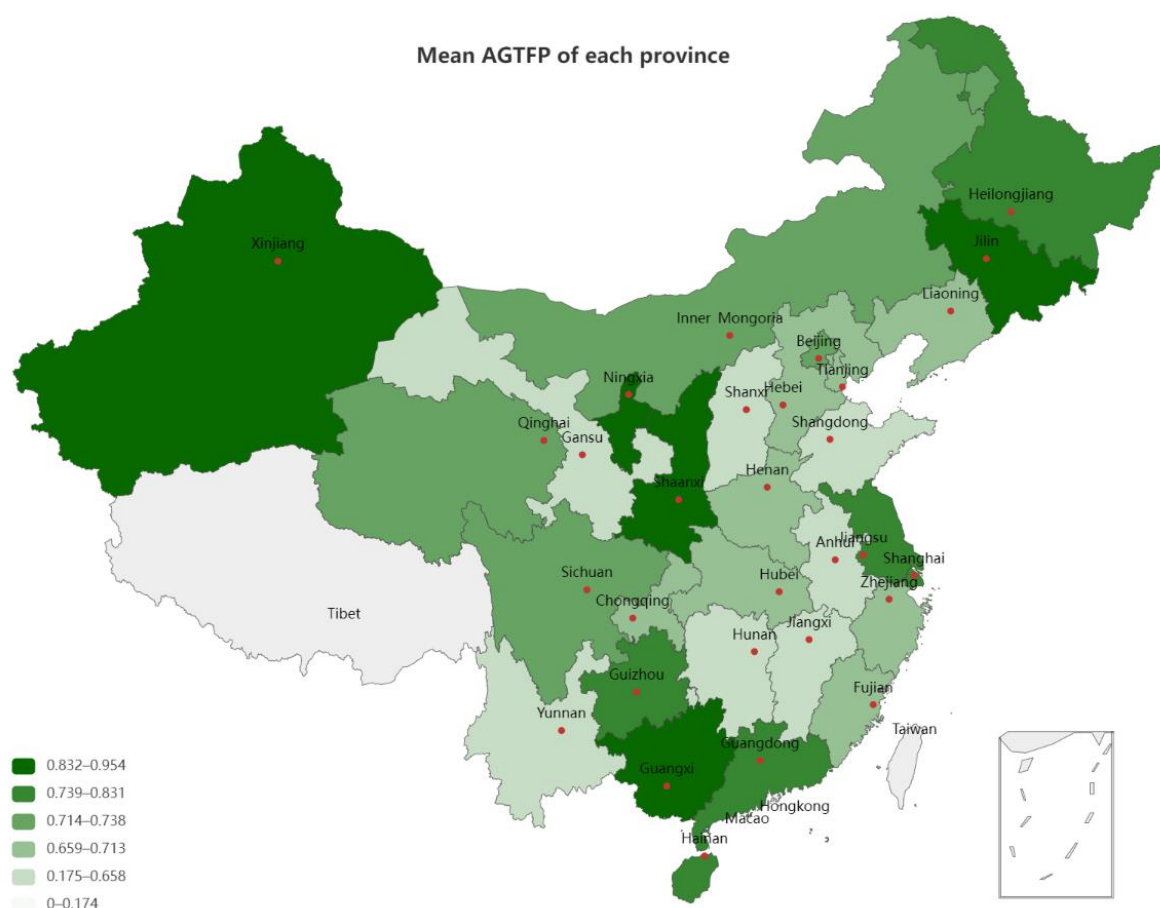 Mean AGTFP of each province
Heilongjiang
Xinjiang
Jilin
Liaoning
Inner Mongoria
Beijing
Tianjing
Ningxia
Shanxi
Hebei
Qinghai
Gansu
Shangdong
Henan
Shaanxi
Anhui
Jiangsu
Shanghai
Sichuan
Hubei
Zhejiang
Chongqing
Tibet
Hunan
Jiangxi
Guizhou
Fujian
Yunnan
Taiwan
Guangdong
Guangxi
Hongkong
Macao
Hainan
0.832–0.954
0.739–0.831
0.714–0.738
0.659–0.713
0.175–0.658
0–0.174